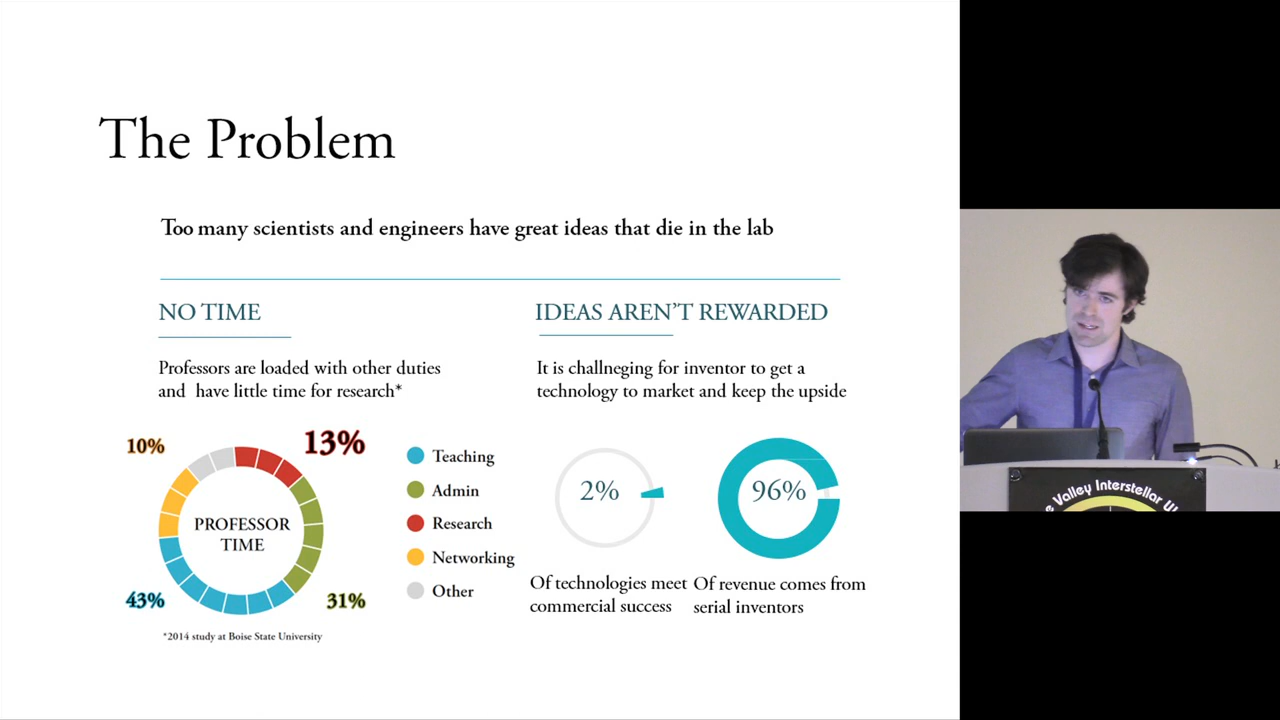 The Problem
Too many scientists and engineers have great ideas that die in the lab
NO TIME
Professors are loaded with other duties
and have little time for research*
10%
13%
PROFESSOR
TIME
43%
31%
*2014 study at Boise State University
Teaching
Admin
Research
Networking
Other
IDEAS AREN'T REWARDED
It is challneging for inventor to get a
technology to market and keep the upside
2%
Of technologies meet
commercial success
96%
Of revenue comes from
serial inventors
Valley Interstellar